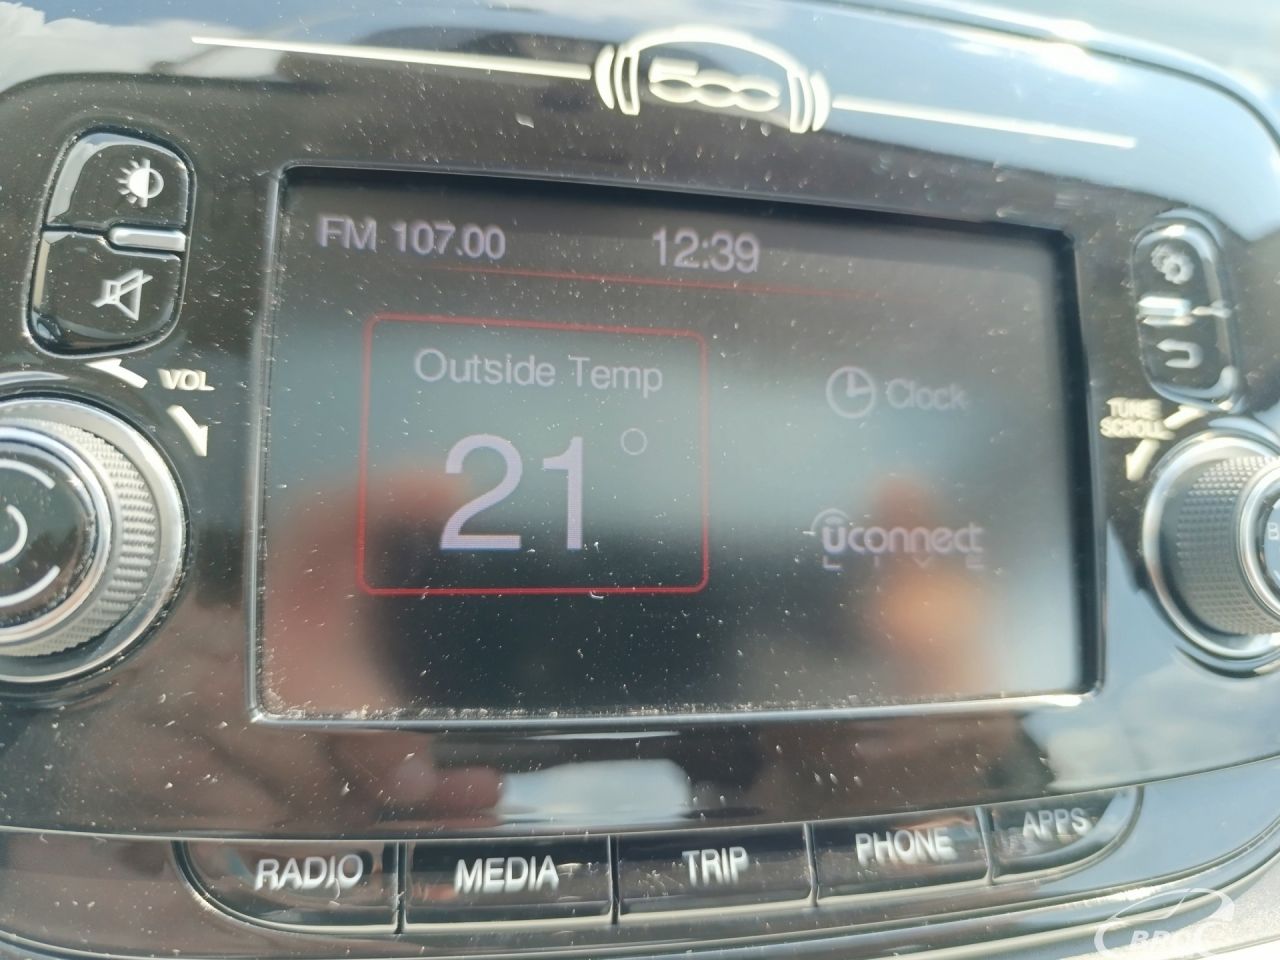 500
FM 107.00 12:39
Outside Temp
21°
Clock
uconnect
LIVE
VOL
TUNE
SCROLL
RADIO MEDIA TRIP PHONE APPS